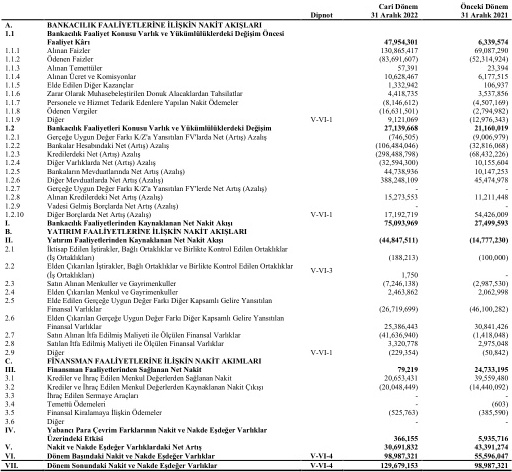 Cari Dönem Önceki Dönem
Dipnot 31 Aralık 2022 31 Aralık 2021
A. BANKACILIK FAALİYETLERİNE İLİŞKİN NAKİT AKIŞLARI
1.1 Bankacılık Faaliyet Konusu Varlık ve Yükümlülüklerdeki Değişim Öncesi
Faaliyet Kârı 47,954,301 6,339,574
1.1.1 Alınan Faizler 130,865,417 69,087,290
1.1.2 Ödenen Faizler (83,691,607) (52,314,924)
1.1.3 Alınan Temettüler 57,391 23,394
1.1.4 Alınan Ücret ve Komisyonlar 10,628,467 6,177,515
1.1.5 Elde Edilen Diğer Kazançlar 1,332,942 106,937
1.1.6 Zarar Olarak Muhasebeleştirilen Donuk Alacaklardan Tahsilatlar 4,418,735 3,537,856
1.1.7 Personele ve Hizmet Tedarik Edenlere Yapılan Nakit Ödemeler (8,146,612) (4,507,169)
1.1.8 Ödenen Vergiler (16,631,501) (2,794,982)
1.1.9 Diğer V-VI-1 9,121,069 (12,976,343)
1.2 Bankacılık Faaliyetleri Konusu Varlık ve Yükümlülüklerdeki Değişim 27,139,668 21,160,019
1.2.1 Gerçeğe Uygun Değer Farkı K/Z'a Yansıtılan FV'larda Net (Artış) Azalış (746,505) (9,006,979)
1.2.2 Bankalar Hesabındaki Net (Artış) Azalış (106,484,046) (32,816,068)
1.2.3 Kredilerdeki Net (Artış) Azalış (298,488,798) (68,432,226)
1.2.4 Diğer Varlıklarda Net (Artış) Azalış (32,594,300) 10,155,604
1.2.5 Bankaların Mevduatlarında Net Artış (Azalış) 44,738,936 10,147,253
1.2.6 Diğer Mevduatlarda Net Artış (Azalış) 388,248,109 45,474,978
1.2.7 Gerçeğe Uygun Değer Farkı K/Z'a Yansıtılan FY'lerde Net Artış (Azalış) - -
1.2.8 Alınan Kredilerdeki Net Artış (Azalış) 15,273,553 11,211,448
1.2.9 Vadesi Gelmiş Borçlarda Net Artış (Azalış) - -
1.2.10 Diğer Borçlarda Net Artış (Azalış) V-VI-1 17,192,719 54,426,009
I. Bankacılık Faaliyetlerinden Kaynaklanan Net Nakit Akışı 75,093,969 27,499,593
B. YATIRIM FAALİYETLERİNE İLİŞKİN NAKİT AKIŞLARI
II. Yatırım Faaliyetlerinden Kaynaklanan Net Nakit Akışı (44,847,511) (14,777,230)
2.1 İktisap Edilen İştirakler, Bağlı Ortaklıklar ve Birlikte Kontrol Edilen Ortaklıklar
(İş Ortaklıkları) (188,213) (100,000)
2.2 Elden Çıkarılan İştirakler, Bağlı Ortaklıklar ve Birlikte Kontrol Edilen Ortaklıklar V-VI-3
(İş Ortaklıkları) 1,750 -
2.3 Satın Alınan Menkuller ve Gayrimenkuller (7,246,138) (2,987,530)
2.4 Elden Çıkarılan Menkul ve Gayrimenkuller 2,463,862 2,062,998
2.5 Elde Edilen Gerçeğe Uygun Değer Farkı Diğer Kapsamlı Gelire Yansıtılan
Finansal Varlıklar (26,719,699) (46,100,282)
2.6 Elden Çıkarılan Gerçeğe Uygun Değer Farkı Diğer Kapsamlı Gelire Yansıtılan
Finansal Varlıklar 25,386,443 30,841,426
2.7 Satın Alınan İtfa Edilmiş Maliyeti ile Ölçülen Finansal Varlıklar (41,636,940) (1,418,048)
2.8 Satılan İtfa Edilmiş Maliyeti ile Ölçülen Finansal Varlıklar 3,320,778 2,975,048
2.9 Diğer V-VI-1 (229,354) (50,842)
C. FİNANSMAN FAALİYETLERİNE İLİŞKİN NAKİT AKIMLARI
III. Finansman Faaliyetlerinden Sağlanan Net Nakit 79,219 24,733,195
3.1 Krediler ve İhraç Edilen Menkul Değerlerden Sağlanan Nakit 20,653,431 39,559,480
3.2 Krediler ve İhraç Edilen Menkul Değerlerden Kaynaklanan Nakit Çıkışı (20,048,449) (14,440,092)
3.3 İhraç Edilen Sermaye Araçları - -
3.4 Temettü Ödemeleri - (603)
3.5 Finansal Kiralamaya İlişkin Ödemeler (525,763) (385,590)
3.6 Diğer - -
IV. Yabancı Para Çevrim Farklarının Nakit ve Nakde Eşdeğer Varlıklar
Üzerindeki Etkisi 366,155 5,935,716
V. Nakit ve Nakde Eşdeğer Varlıklardaki Net Artış 30,691,832 43,391,274
VI. Dönem Başındaki Nakit ve Nakde Eşdeğer Varlıklar V-VI-4 98,987,321 55,596,047
VII. Dönem Sonundaki Nakit ve Nakde Eşdeğer Varlıklar V-VI-4 129,679,153 98,987,321